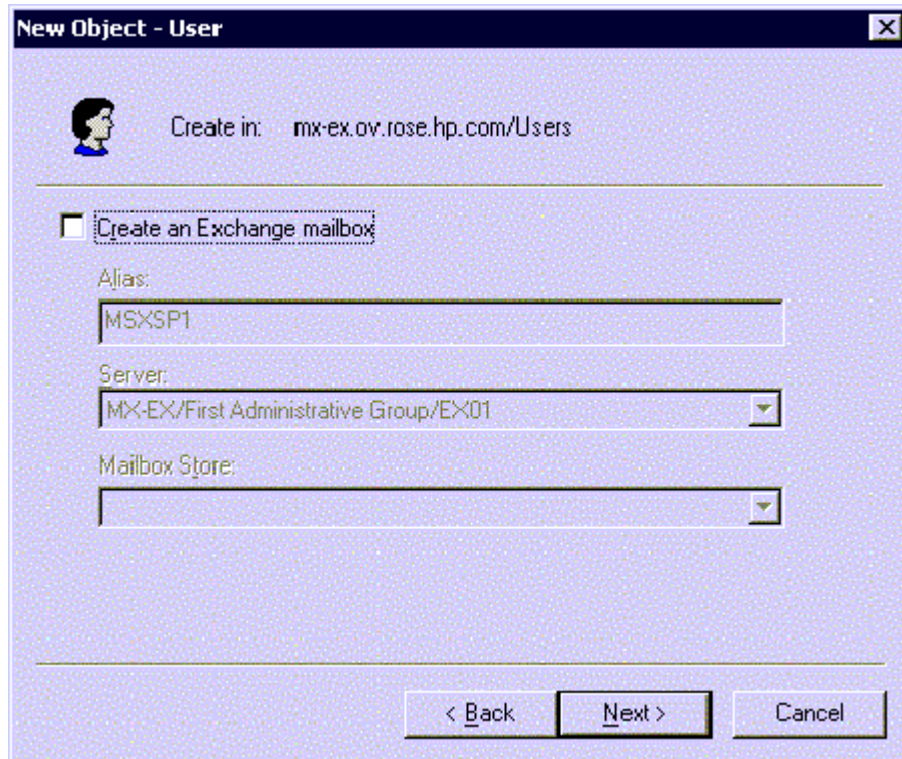 New Object - User
Create in: mx-ex.ov.rose.hp.com/Users
Create an Exchange mailbox
Alias:
MSXSP1
Server:
MX-EX/First Administrative Group/EX01
Mailbox Store:
< Back Next > Cancel